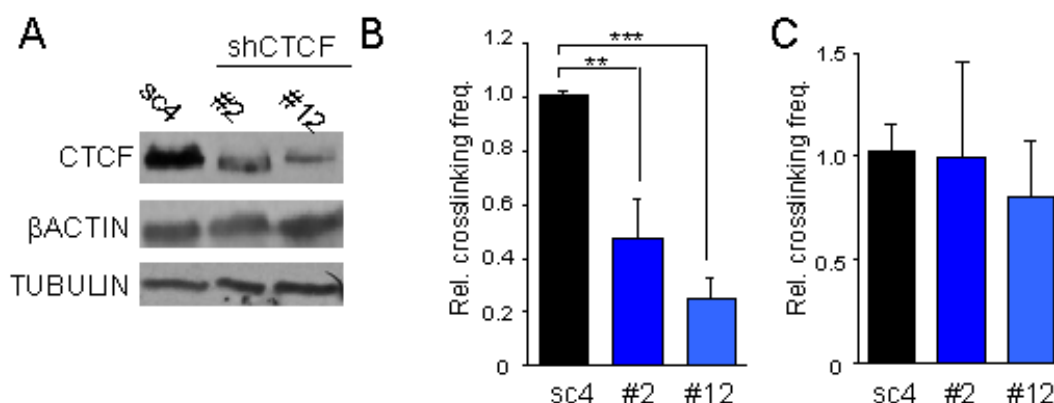 A
shCTCF
sc4 #2 #12
CTCF
βACTIN
TUBULIN
B
Rel. crosslinking freq.
1.2
1.0
0.8
0.6
0.4
0.2
0
**
***
sc4 #2 #12
C
Rel. crosslinking freq.
1.5
1.0
0.5
0
sc4 #2 #12